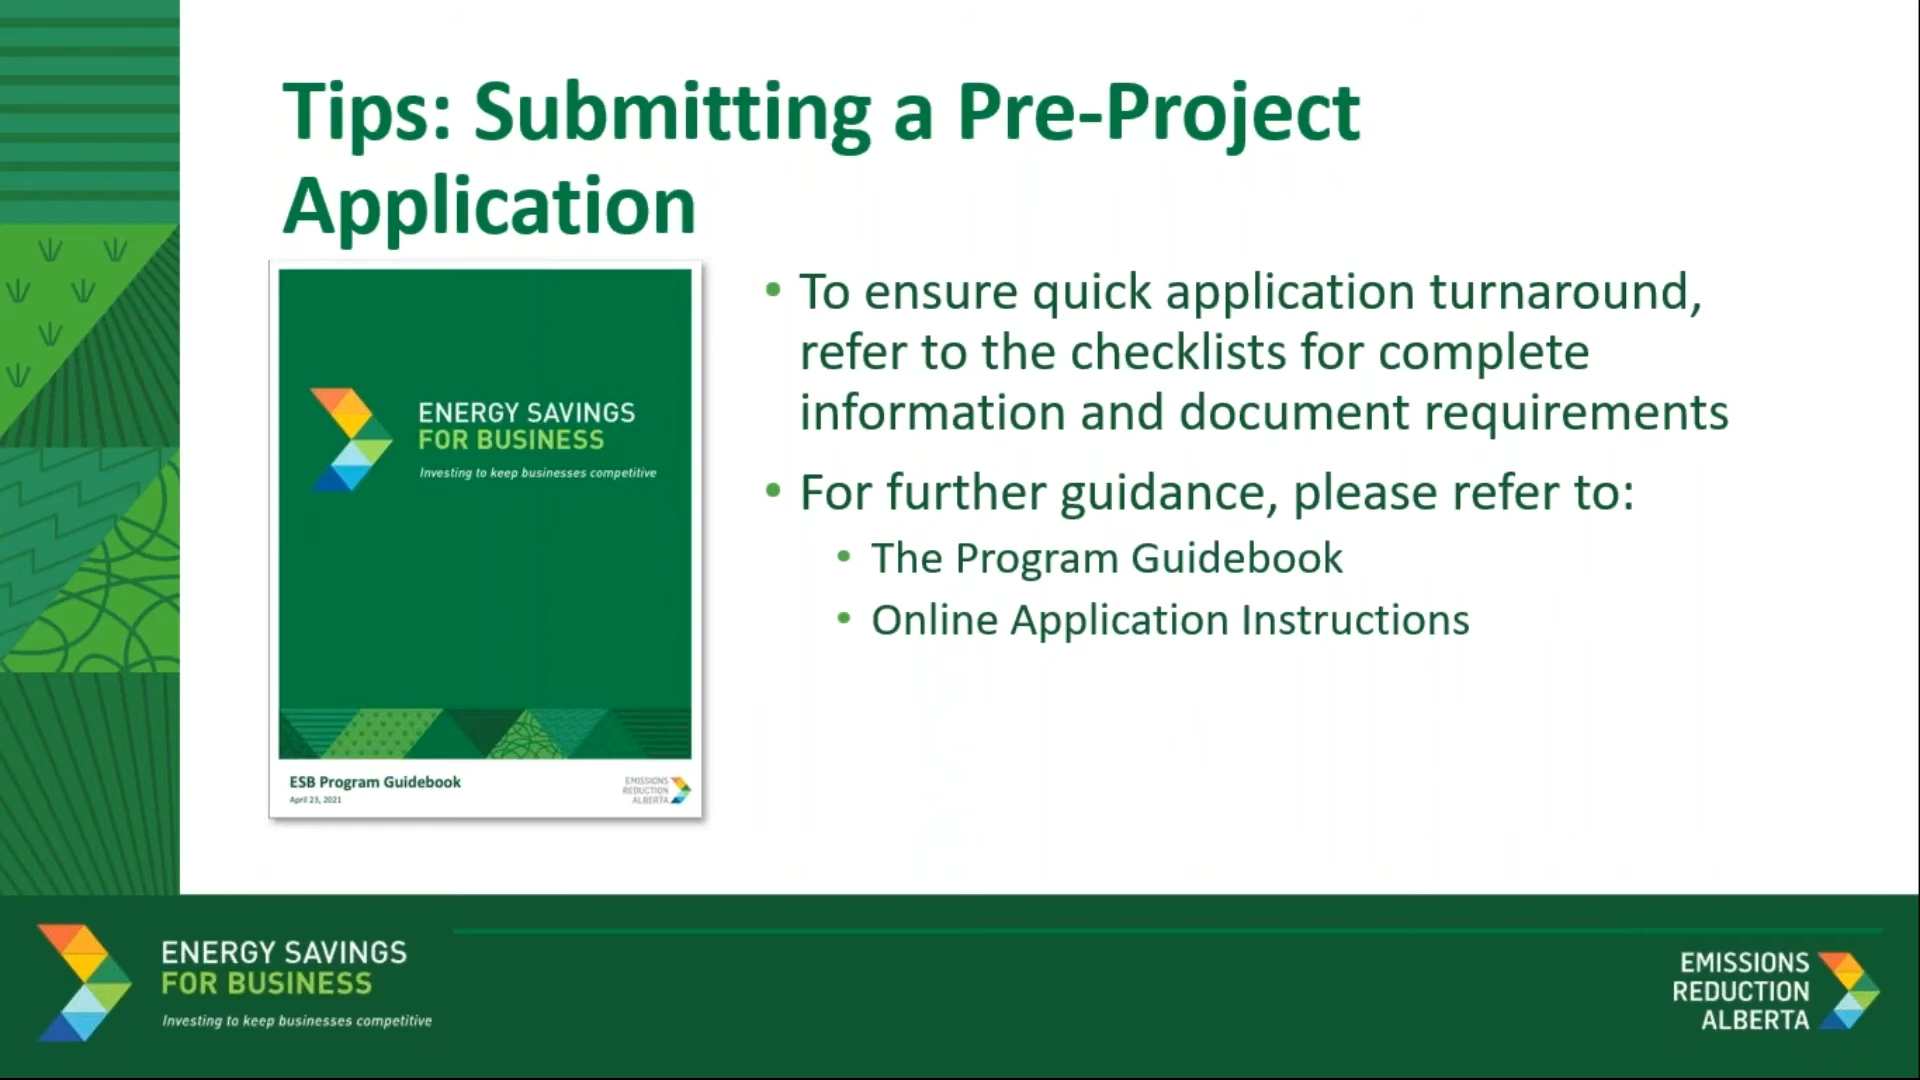 Tips: Submitting a Pre-Project
Application
ENERGY SAVINGS
FOR BUSINESS
Investing to keep businesses competitive
ESB Program Guidebook
April 23, 2021
EMISSIONS
REDUCTION
ALBERTA
• To ensure quick application turnaround,
refer to the checklists for complete
information and document requirements
• For further guidance, please refer to:
• The Program Guidebook
• Online Application Instructions
ENERGY SAVINGS
FOR BUSINESS
Investing to keep businesses competitive
EMISSIONS
REDUCTION
ALBERTA